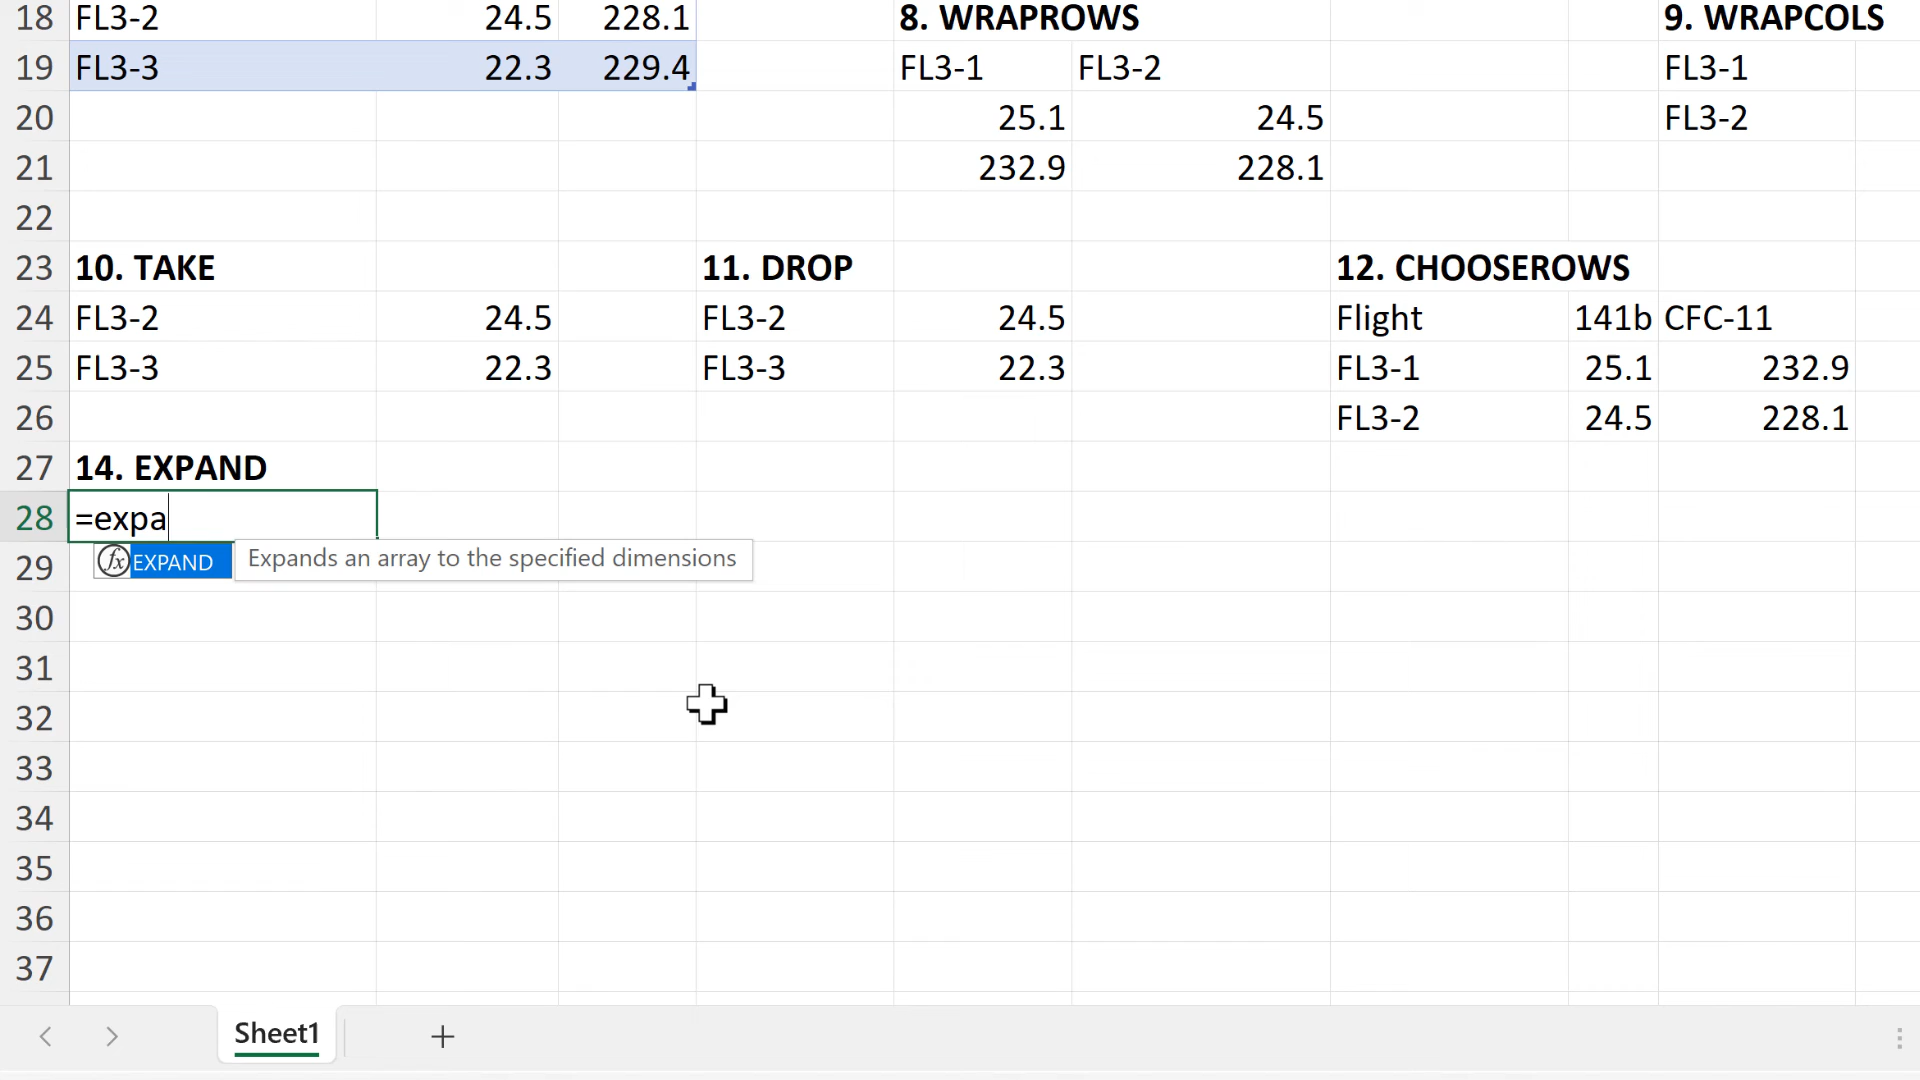 18 FL3-2 24.5 228.1 8. WRAPROWS 9. WRAPCOLS
19 FL3-3 22.3 229.4 FL3-1 FL3-2 FL3-1
20 25.1 24.5 FL3-2
21 232.9 228.1
22
23 10. TAKE 11. DROP 12. CHOOSEROWS
24 FL3-2 24.5 FL3-2 24.5 Flight 141b CFC-11
25 FL3-3 22.3 FL3-3 22.3 FL3-1 25.1 232.9
26 FL3-2 24.5 228.1
27 14. EXPAND
28 =expa
29 fx EXPAND Expands an array to the specified dimensions
30
31
32
33
34
35
36
37
Sheet1